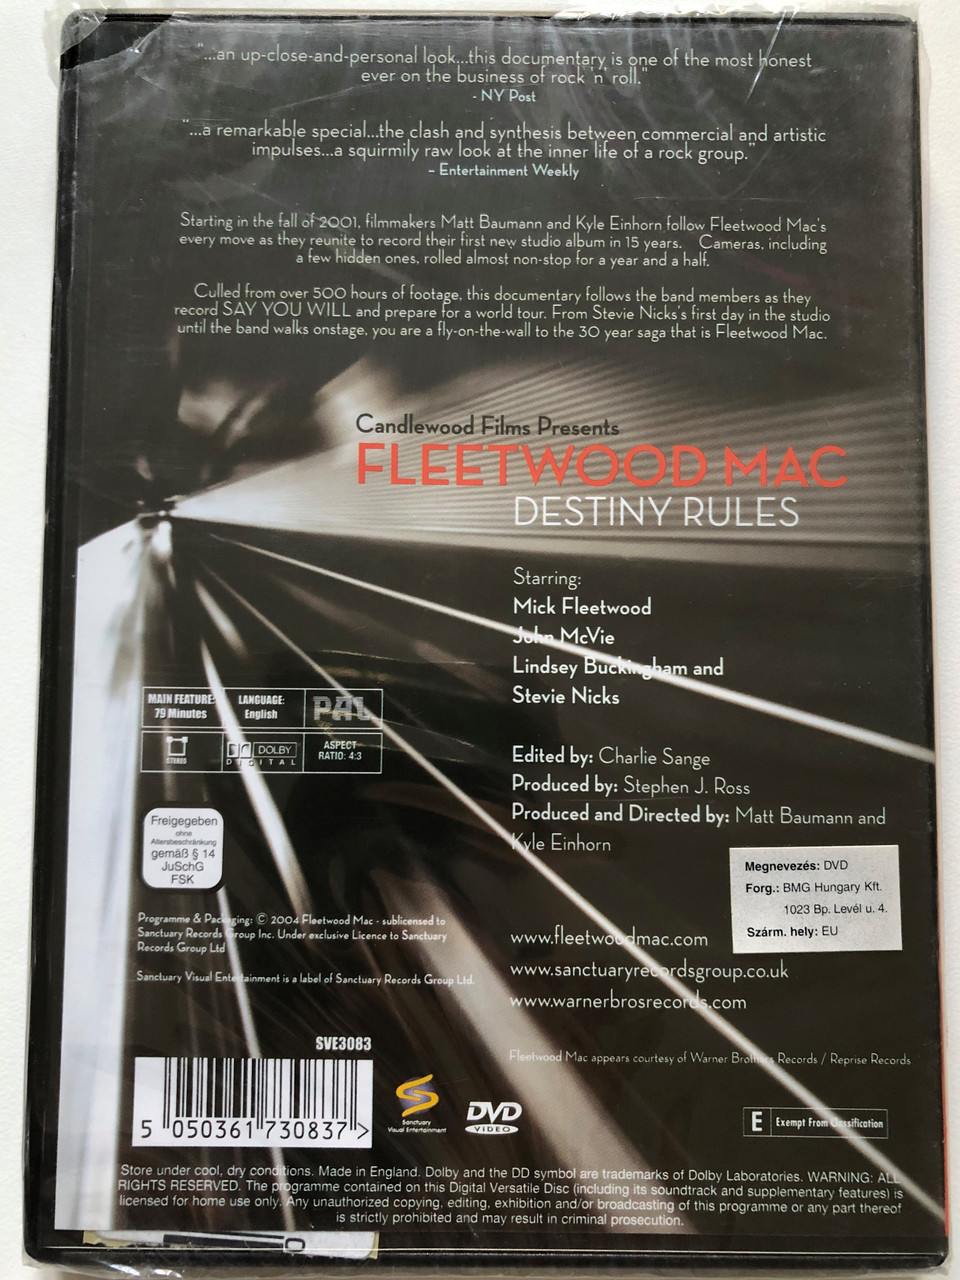 "...an up-close-and-personal look...this documentary is one of the most honest
ever on the business of rock 'n' roll."
- NY Post
"...a remarkable special...the clash and synthesis between commercial and artistic
impulses...a squirmily raw look at the inner life of a rock group."
- Entertainment Weekly
Starting in the fall of 2001, filmmakers Matt Baumann and Kyle Einhorn follow Fleetwood Mac's
every move as they reunite to record their first new studio album in 15 years. Cameras, including
a few hidden ones, rolled almost non-stop for a year and a half.
Culled from over 500 hours of footage, this documentary follows the band members as they
record SAY YOU WILL and prepare for a world tour. From Stevie Nicks's first day in the studio
until the band walks onstage, you are a fly-on-the-wall to the 30 year saga that is Fleetwood Mac.
Candlewood Films Presents
FLEETWOOD MAC
DESTINY RULES
Starring:
Mick Fleetwood
John McVie
Lindsey Buckingham and
Stevie Nicks
MAIN FEATURE:
79 Minutes
LANGUAGE:
English
PAL
STEREO
DOLBY
DIGITAL
ASPECT
RATIO: 4:3
Edited by: Charlie Sange
Produced by: Stephen J. Ross
Produced and Directed by: Matt Baumann and
Kyle Einhorn
Freigegeben
ohne
Altersbeschränkung
gemäß § 14
JuSchG
FSK
Megnevezés: DVD
Forg.: BMG Hungary Kft.
1023 Bp. Levél u. 4.
Szárm. hely: EU
Programme & Packaging: © 2004 Fleetwood Mac - sublicensed to
Sanctuary Records Group Inc. Under exclusive Licence to Sanctuary
Records Group Ltd
Sanctuary Visual Entertainment is a label of Sanctuary Records Group Ltd.
www.fleetwoodmac.com
www.sanctuaryrecordsgroup.co.uk
www.warnerbrosrecords.com
SVE3083
Fleetwood Mac appears courtesy of Warner Brothers Records / Reprise Records
5 050361 730837 >
Sanctuary
Visual Entertainment
DVD
VIDEO
E Exempt From Classification
Store under cool, dry conditions. Made in England. Dolby and the DD symbol are trademarks of Dolby Laboratories. WARNING: ALL
RIGHTS RESERVED. The programme contained on this Digital Versatile Disc (including its soundtrack and supplementary features) is
licensed for home use only. Any unauthorized copying, editing, exhibition and/or broadcasting of this programme or any part thereof
is strictly prohibited and may result in criminal prosecution.